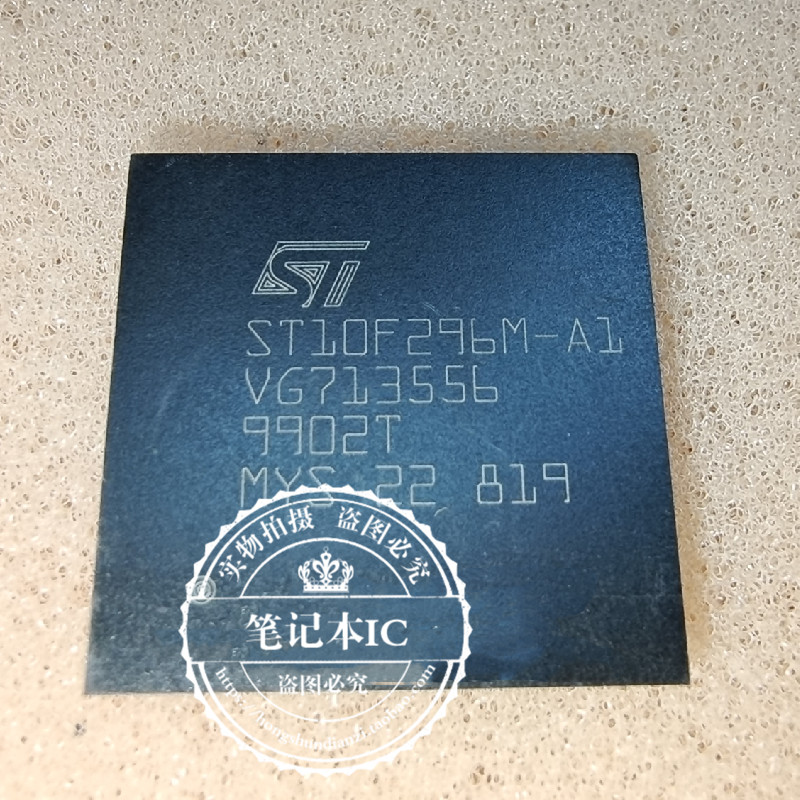 ST
ST10F296M-A1
VG713556
9902T
MYS 22 819
实物拍摄 盗图必究
笔记本IC
盗图必究